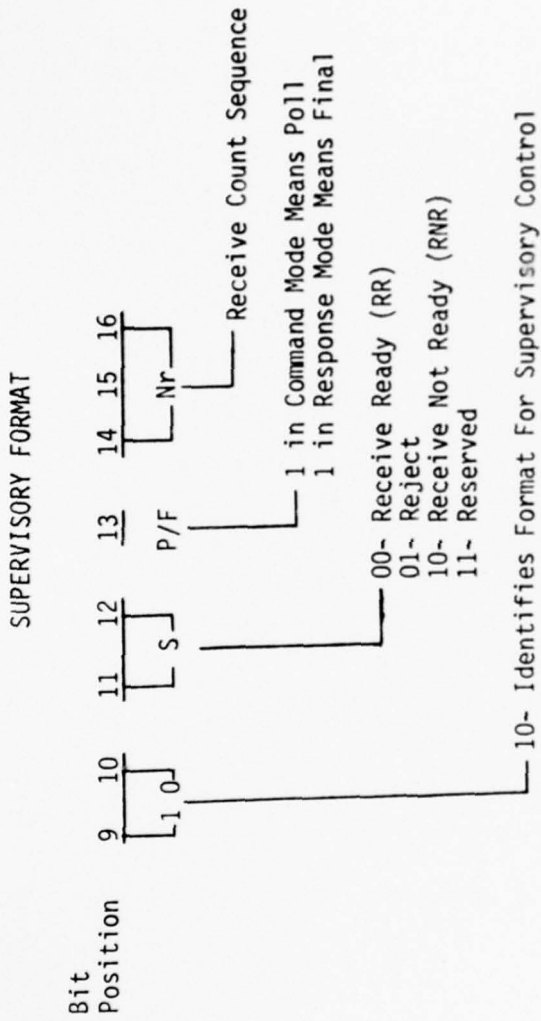 SUPERVISORY FORMAT
Bit
Position
9 10 11 12 13 14 15 16
1 0 S P/F Nr
Receive Count Sequence
1 in Command Mode Means Poll
1 in Response Mode Means Final
00~ Receive Ready (RR)
01~ Reject
10~ Receive Not Ready (RNR)
11~ Reserved
10~ Identifies Format For Supervisory Control